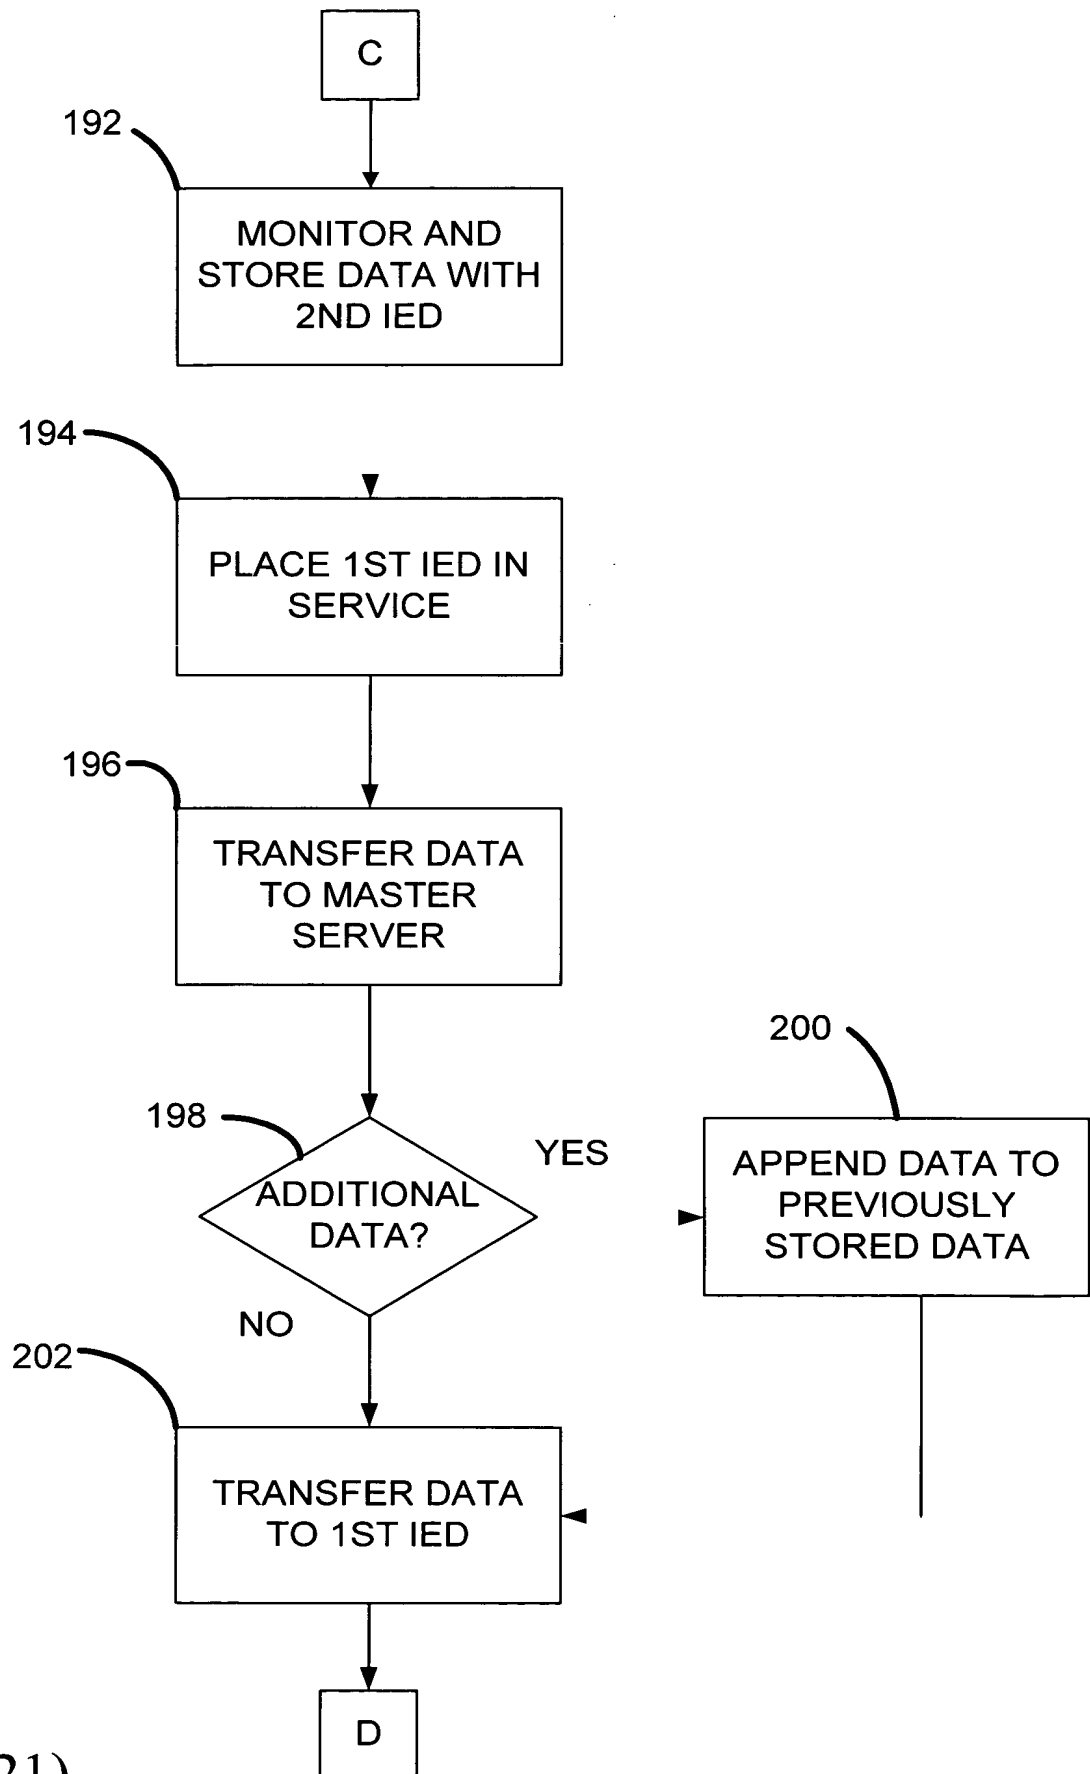 C
192
MONITOR AND
STORE DATA WITH
2ND IED
194
PLACE 1ST IED IN
SERVICE
196
TRANSFER DATA
TO MASTER
SERVER
198
ADDITIONAL
DATA?
YES
200
APPEND DATA TO
PREVIOUSLY
STORED DATA
NO
202
TRANSFER DATA
TO 1ST IED
D
21)